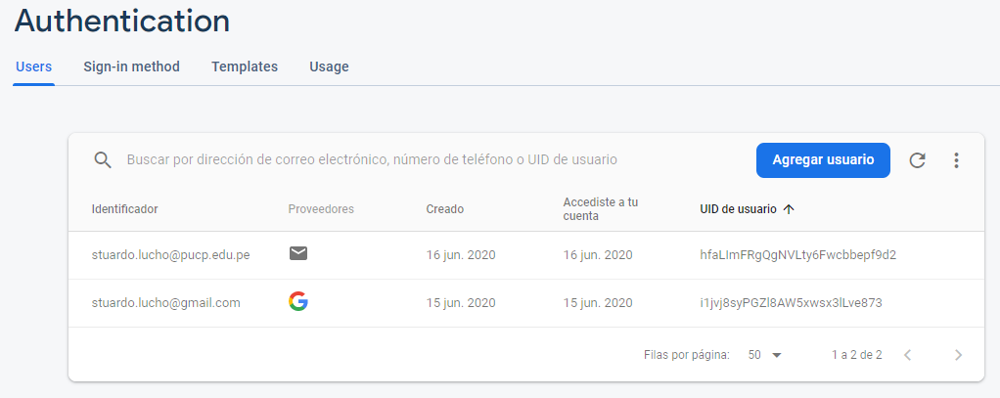 Authentication
Users Sign-in method Templates Usage
Buscar por dirección de correo electrónico, número de teléfono o UID de usuario Agregar usuario
Identificador Proveedores Creado Accediste a tu cuenta UID de usuario
stuardo.lucho@pucp.edu.pe 16 jun. 2020 16 jun. 2020 hfaLImFRgQgNVLty6Fwcbbepf9d2
stuardo.lucho@gmail.com 15 jun. 2020 15 jun. 2020 i1jvj8syPGZl8AW5xwsx3lLve873
Filas por página: 50 1 a 2 de 2